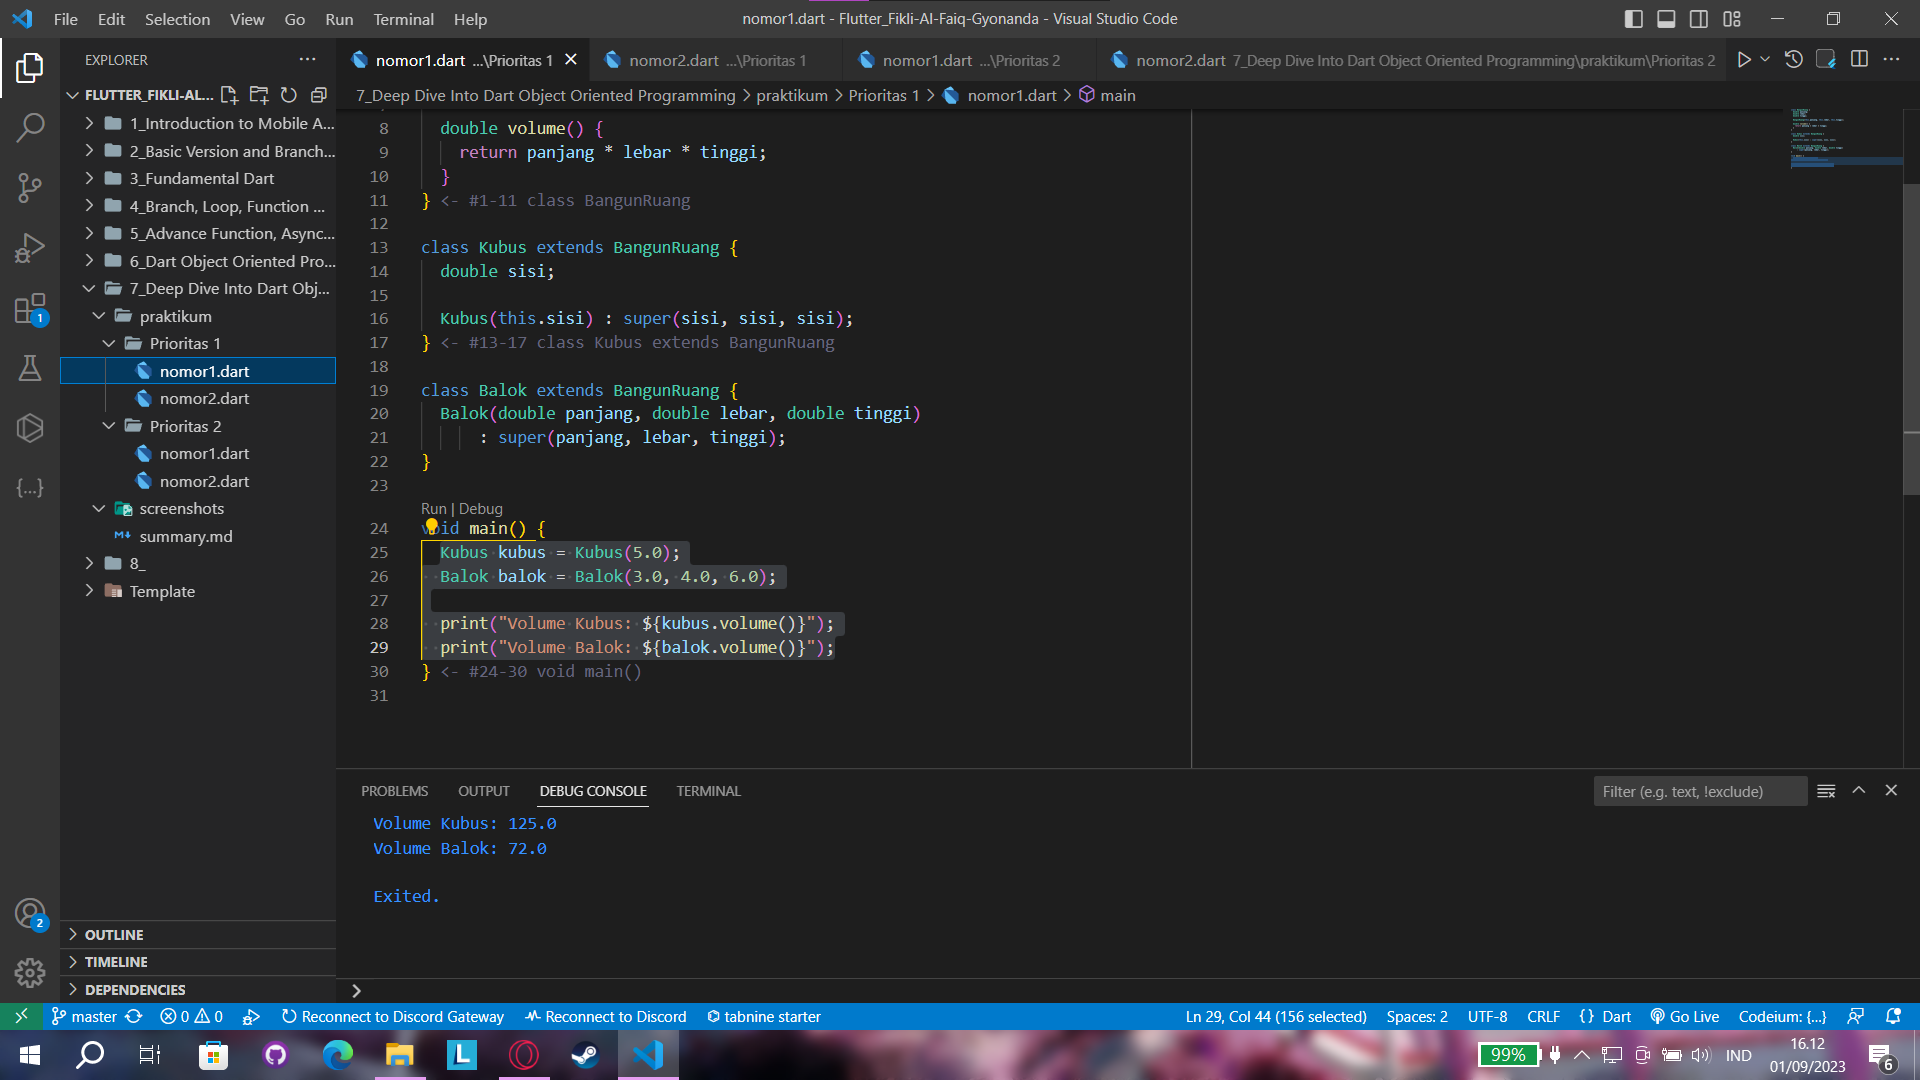 File Edit Selection View Go Run Terminal Help
nomor1.dart - Flutter_Fikli-Al-Faiq-Gyonanda - Visual Studio Code
EXPLORER
nomor1.dart ...\Prioritas 1
nomor2.dart ...\Prioritas 1
nomor1.dart ...\Prioritas 2
nomor2.dart 7_Deep Dive Into Dart Object Oriented Programming\praktikum\Prioritas 2
FLUTTER_FIKLI-AL...
1_Introduction to Mobile A...
2_Basic Version and Branch...
3_Fundamental Dart
4_Branch, Loop, Function ...
5_Advance Function, Async...
6_Dart Object Oriented Pro...
7_Deep Dive Into Dart Obj...
praktikum
Prioritas 1
nomor1.dart
nomor2.dart
Prioritas 2
nomor1.dart
nomor2.dart
screenshots
summary.md
8_
Template
OUTLINE
TIMELINE
DEPENDENCIES
7_Deep Dive Into Dart Object Oriented Programming > praktikum > Prioritas 1 > nomor1.dart > main
8 double volume() {
9 return panjang * lebar * tinggi;
10 }
11 } <- #1-11 class BangunRuang
12
13 class Kubus extends BangunRuang {
14 double sisi;
15
16 Kubus(this.sisi) : super(sisi, sisi, sisi);
17 } <- #13-17 class Kubus extends BangunRuang
18
19 class Balok extends BangunRuang {
20 Balok(double panjang, double lebar, double tinggi)
21 : super(panjang, lebar, tinggi);
22 }
23
Run | Debug
24 void main() {
25 Kubus kubus = Kubus(5.0);
26 Balok balok = Balok(3.0, 4.0, 6.0);
27
28 print("Volume Kubus: ${kubus.volume()}");
29 print("Volume Balok: ${balok.volume()}");
30 } <- #24-30 void main()
31
PROBLEMS OUTPUT DEBUG CONSOLE TERMINAL
Filter (e.g. text, !exclude)
Volume Kubus: 125.0
Volume Balok: 72.0
Exited.
1
2
master 0 0 Reconnect to Discord Gateway Reconnect to Discord tabnine starter
Ln 29, Col 44 (156 selected) Spaces: 2 UTF-8 CRLF {} Dart Go Live Codeium: {...}
L
99% IND
16.12
01/09/2023
6